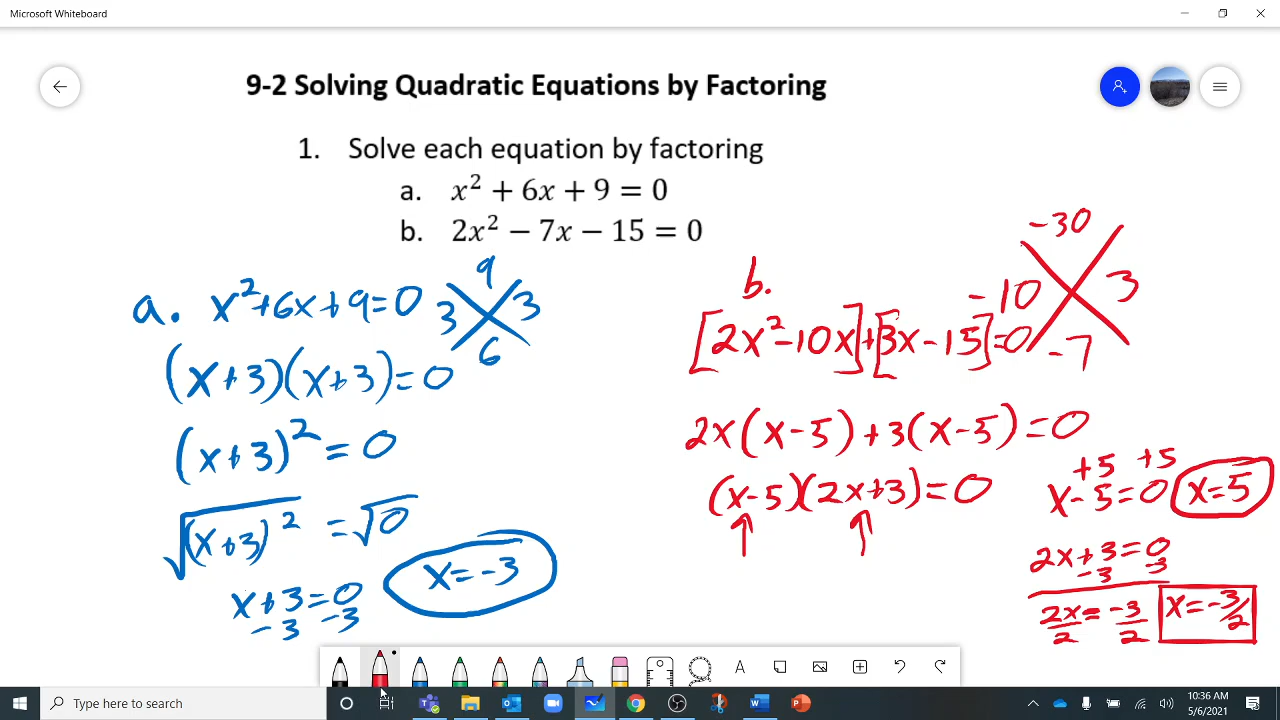 Microsoft Whiteboard
9-2 Solving Quadratic Equations by Factoring
1. Solve each equation by factoring
a. x² + 6x + 9 = 0
b. 2x² − 7x − 15 = 0
a. x²+6x+9=0
9
3 3
6
(x+3)(x+3)=0
(x+3)²=0
√(x+3)² = √0
x+3=0
-3 -3
x=-3
b.
-30
-10 3
-7
[2x²-10x]+[3x-15]=0
2x(x-5)+3(x-5)=0
(x-5)(2x+3)=0
+5 +5
x-5=0 x=5
2x+3=0
-3 -3
2x=-3 x=-3/2
2 2
A
Type here to search
10:36 AM
5/6/2021